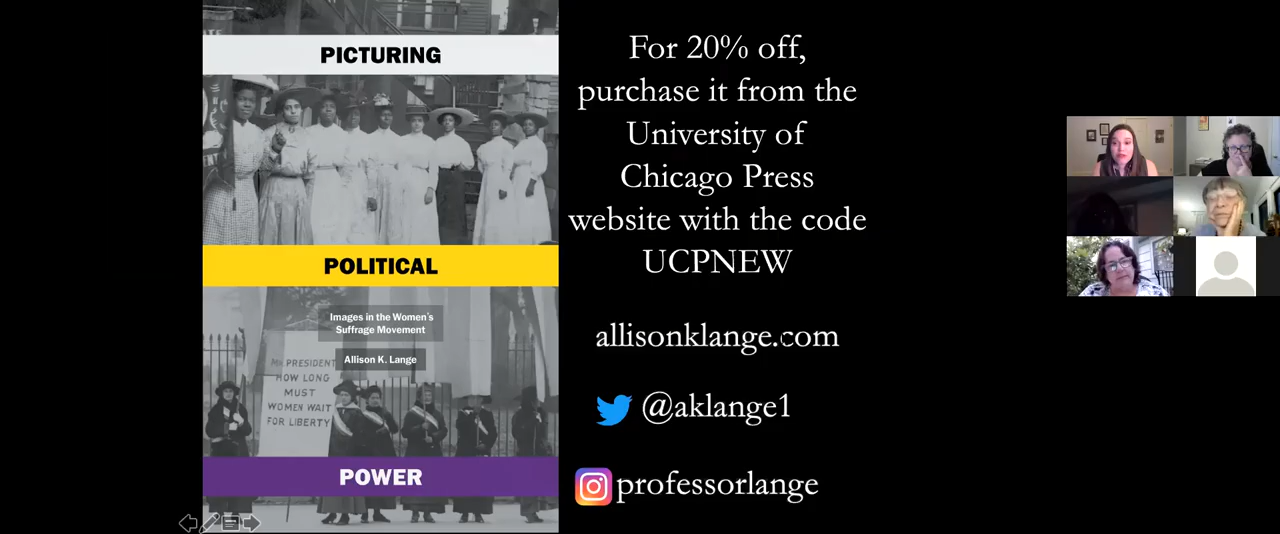 PICTURING
POLITICAL
Images in the Women's
Suffrage Movement
Allison K. Lange
MR. PRESIDENT
HOW LONG
MUST
WOMEN WAIT
FOR LIBERTY
POWER
For 20% off,
purchase it from the
University of
Chicago Press
website with the code
UCPNEW
allisonklange.com
@aklange1
professorlange